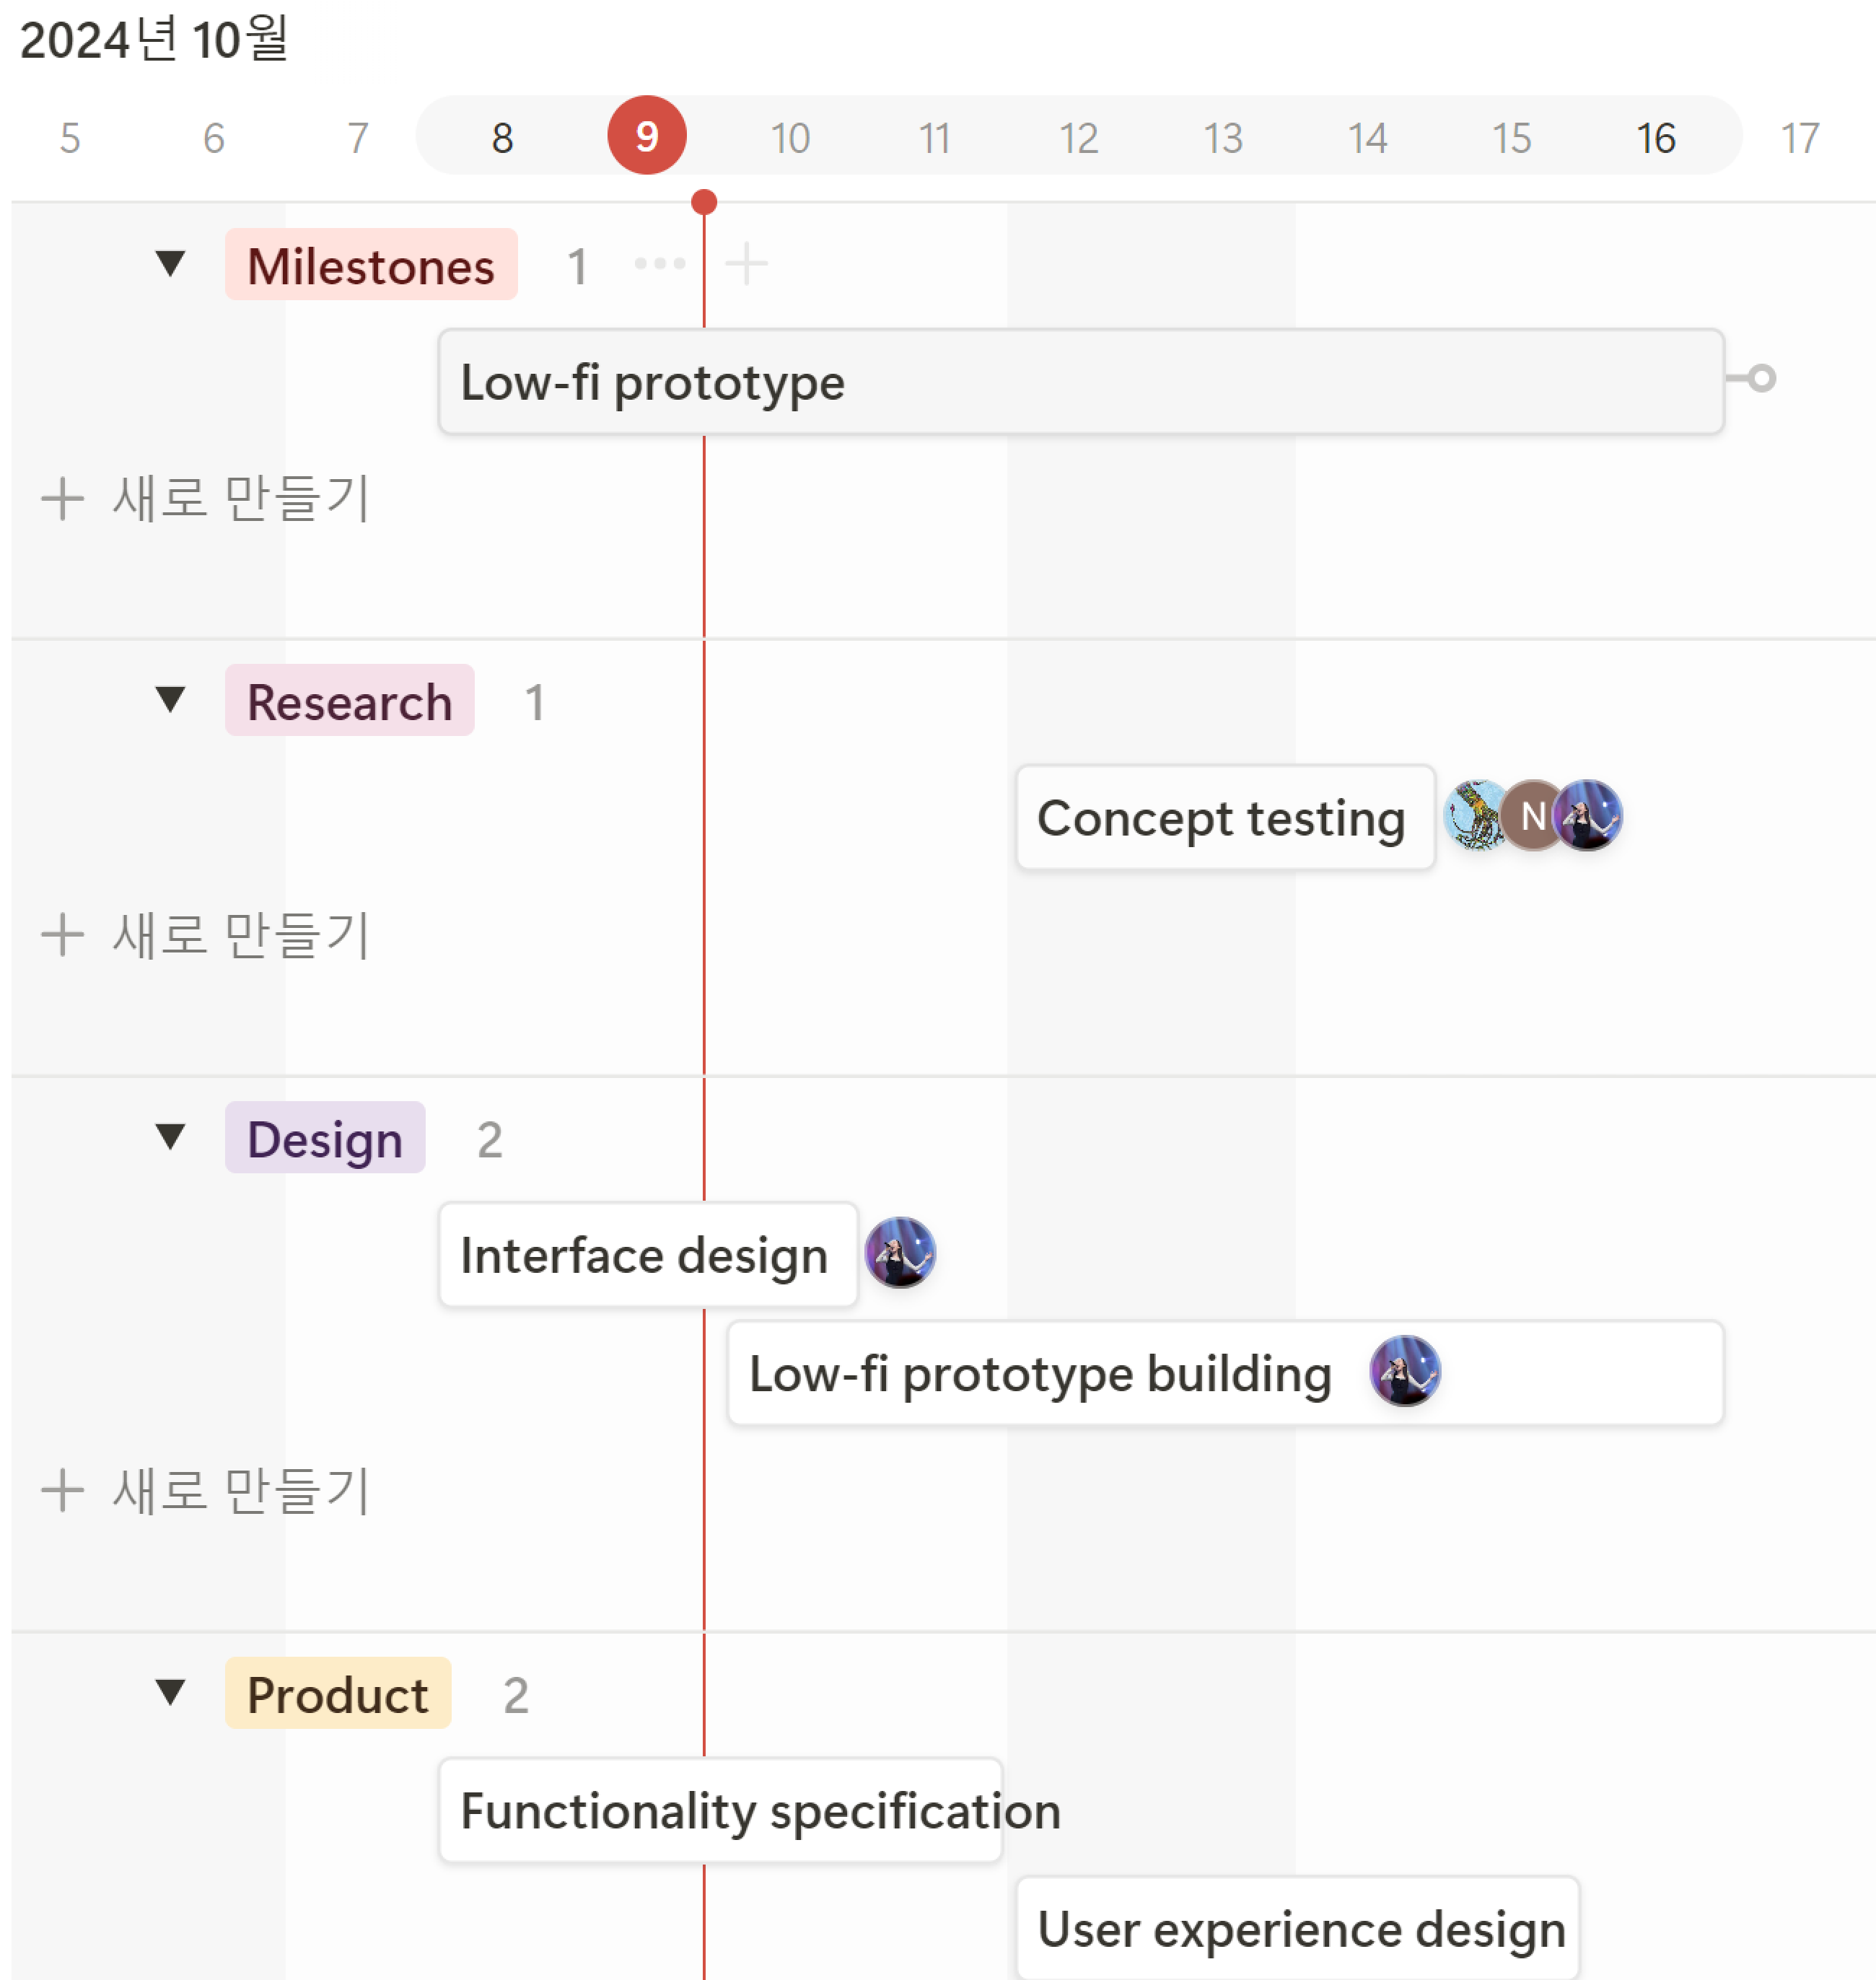 2024년 10월
5 6 7 8 9 10 11 12 13 14 15 16 17
Milestones 1
Low-fi prototype
새로 만들기
Research 1
Concept testing N
새로 만들기
Design 2
Interface design
Low-fi prototype building
새로 만들기
Product 2
Functionality specification
User experience design